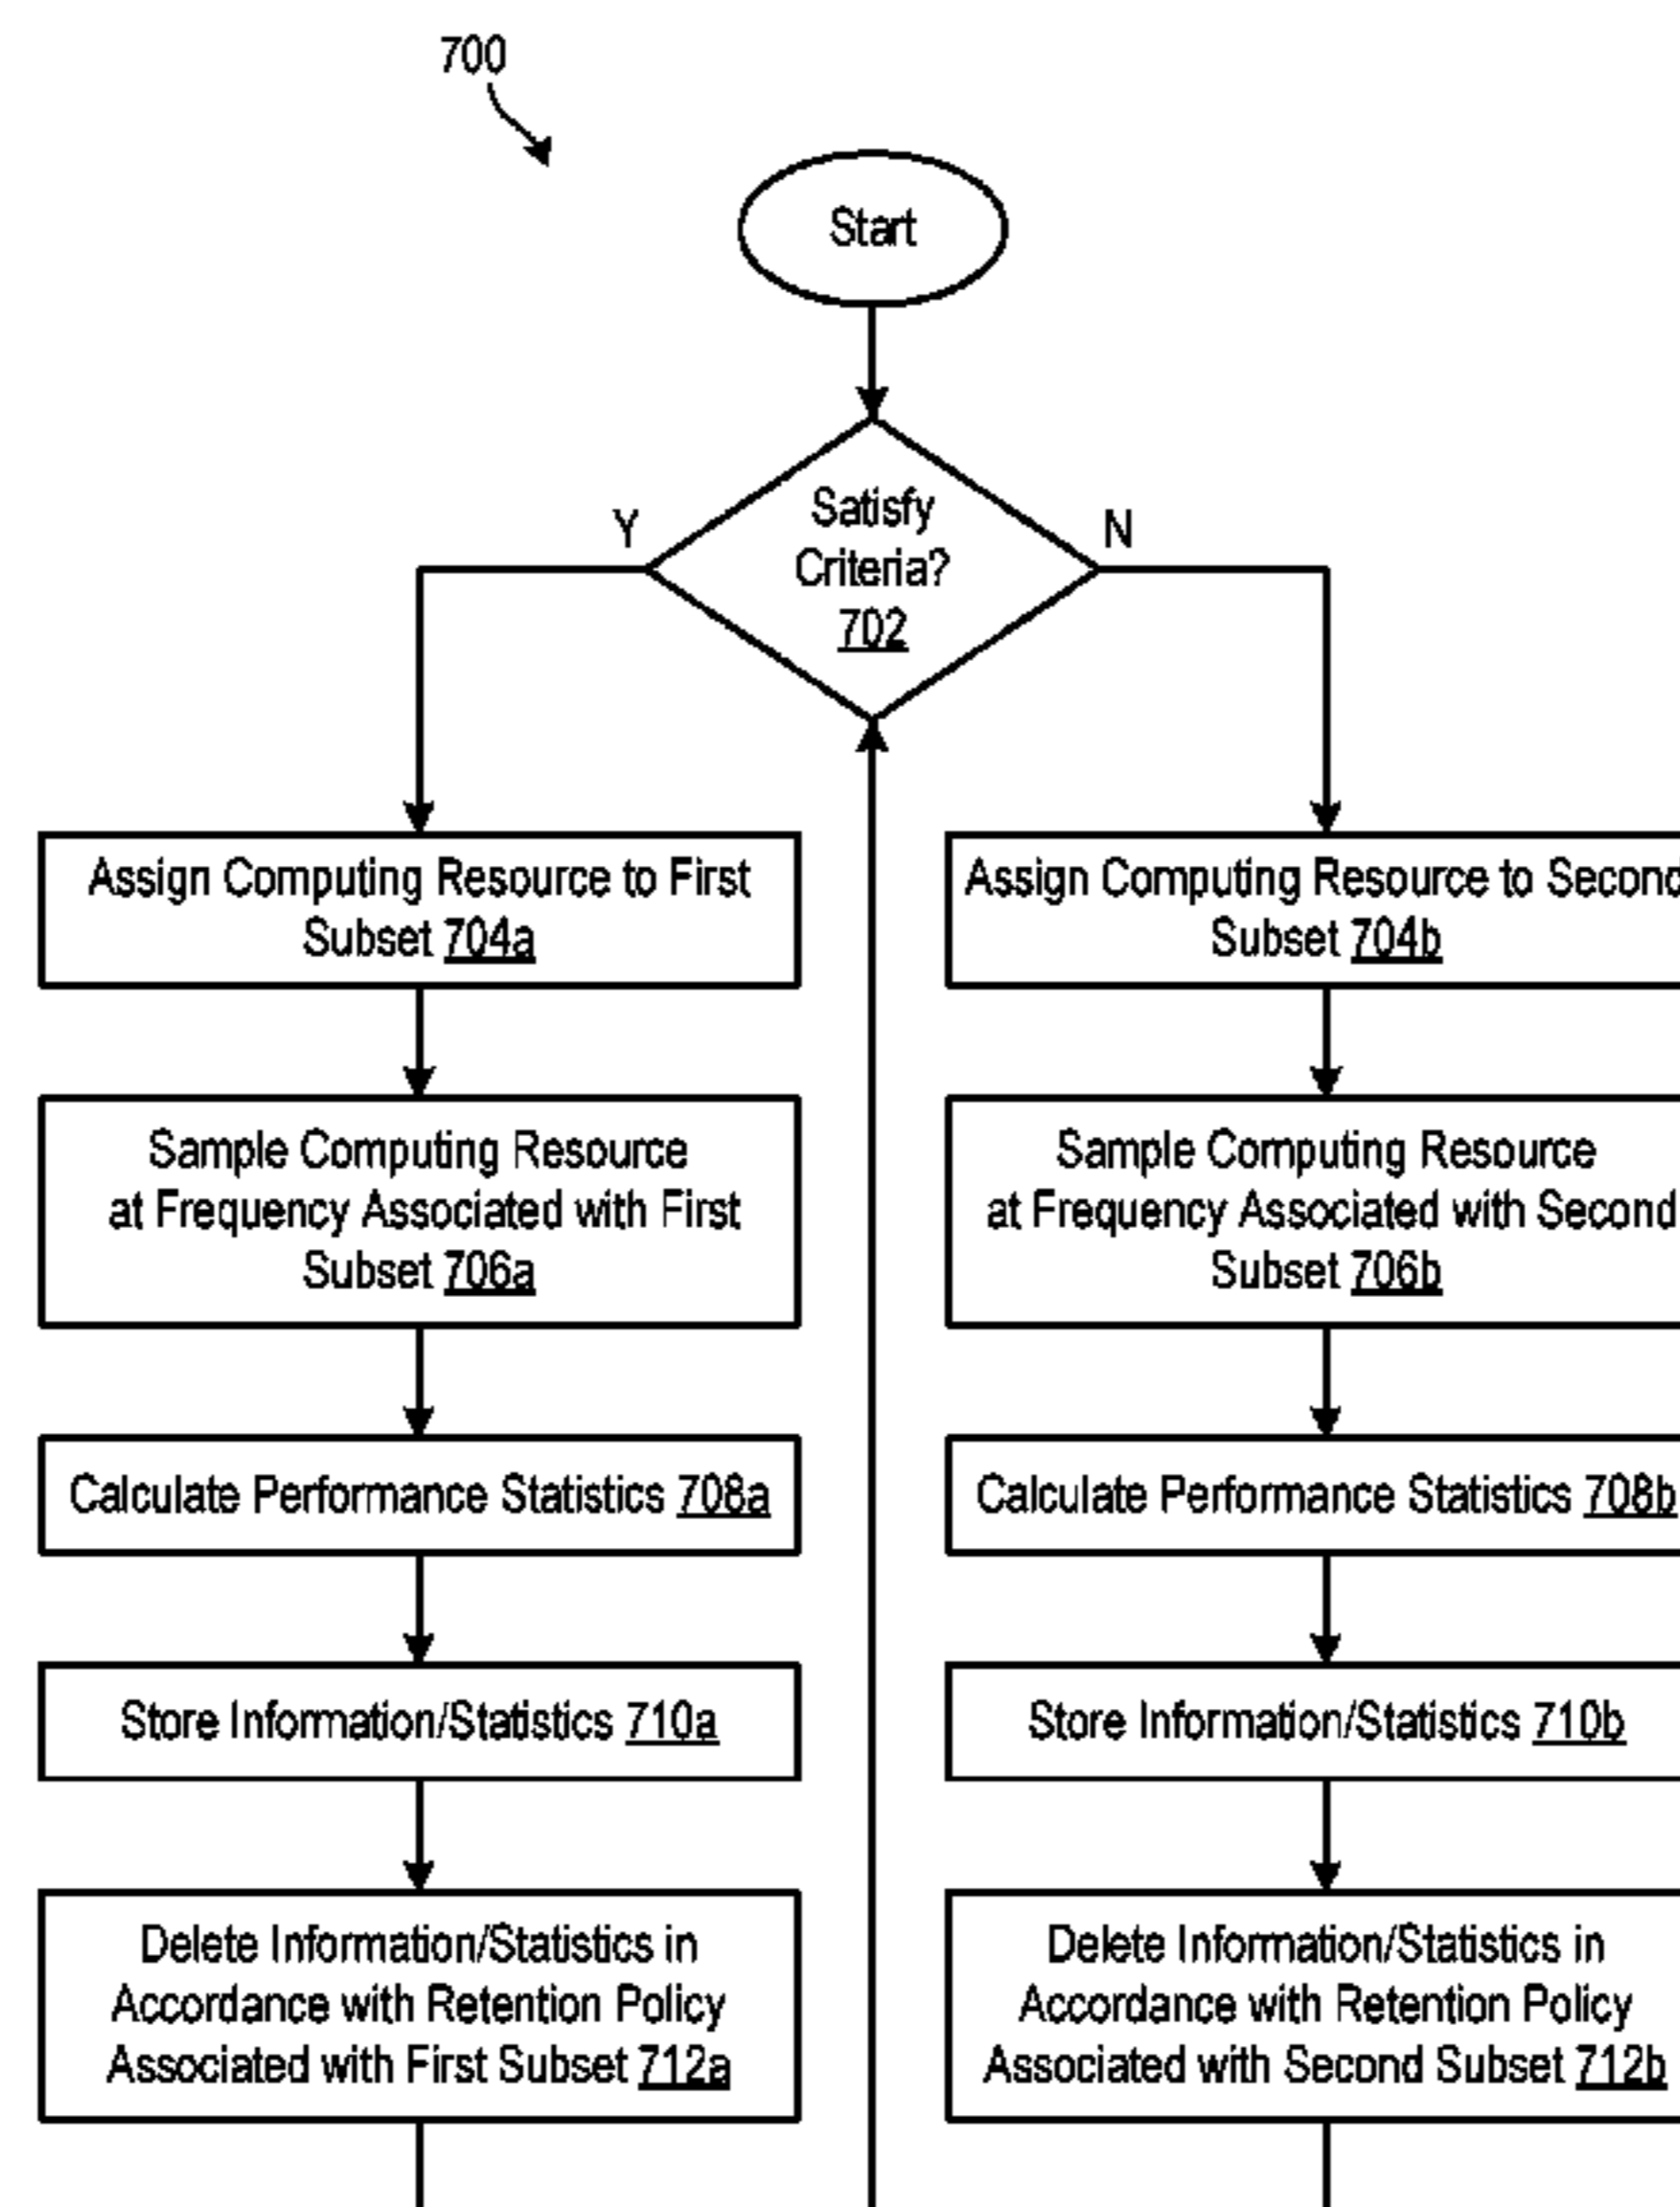 700
Start
Satisfy
Criteria?
702
Y
N
Assign Computing Resource to First
Subset 704a
Assign Computing Resource to Second
Subset 704b
Sample Computing Resource
at Frequency Associated with First
Subset 706a
Sample Computing Resource
at Frequency Associated with Second
Subset 706b
Calculate Performance Statistics 708a
Calculate Performance Statistics 708b
Store Information/Statistics 710a
Store Information/Statistics 710b
Delete Information/Statistics in
Accordance with Retention Policy
Associated with First Subset 712a
Delete Information/Statistics in
Accordance with Retention Policy
Associated with Second Subset 712b